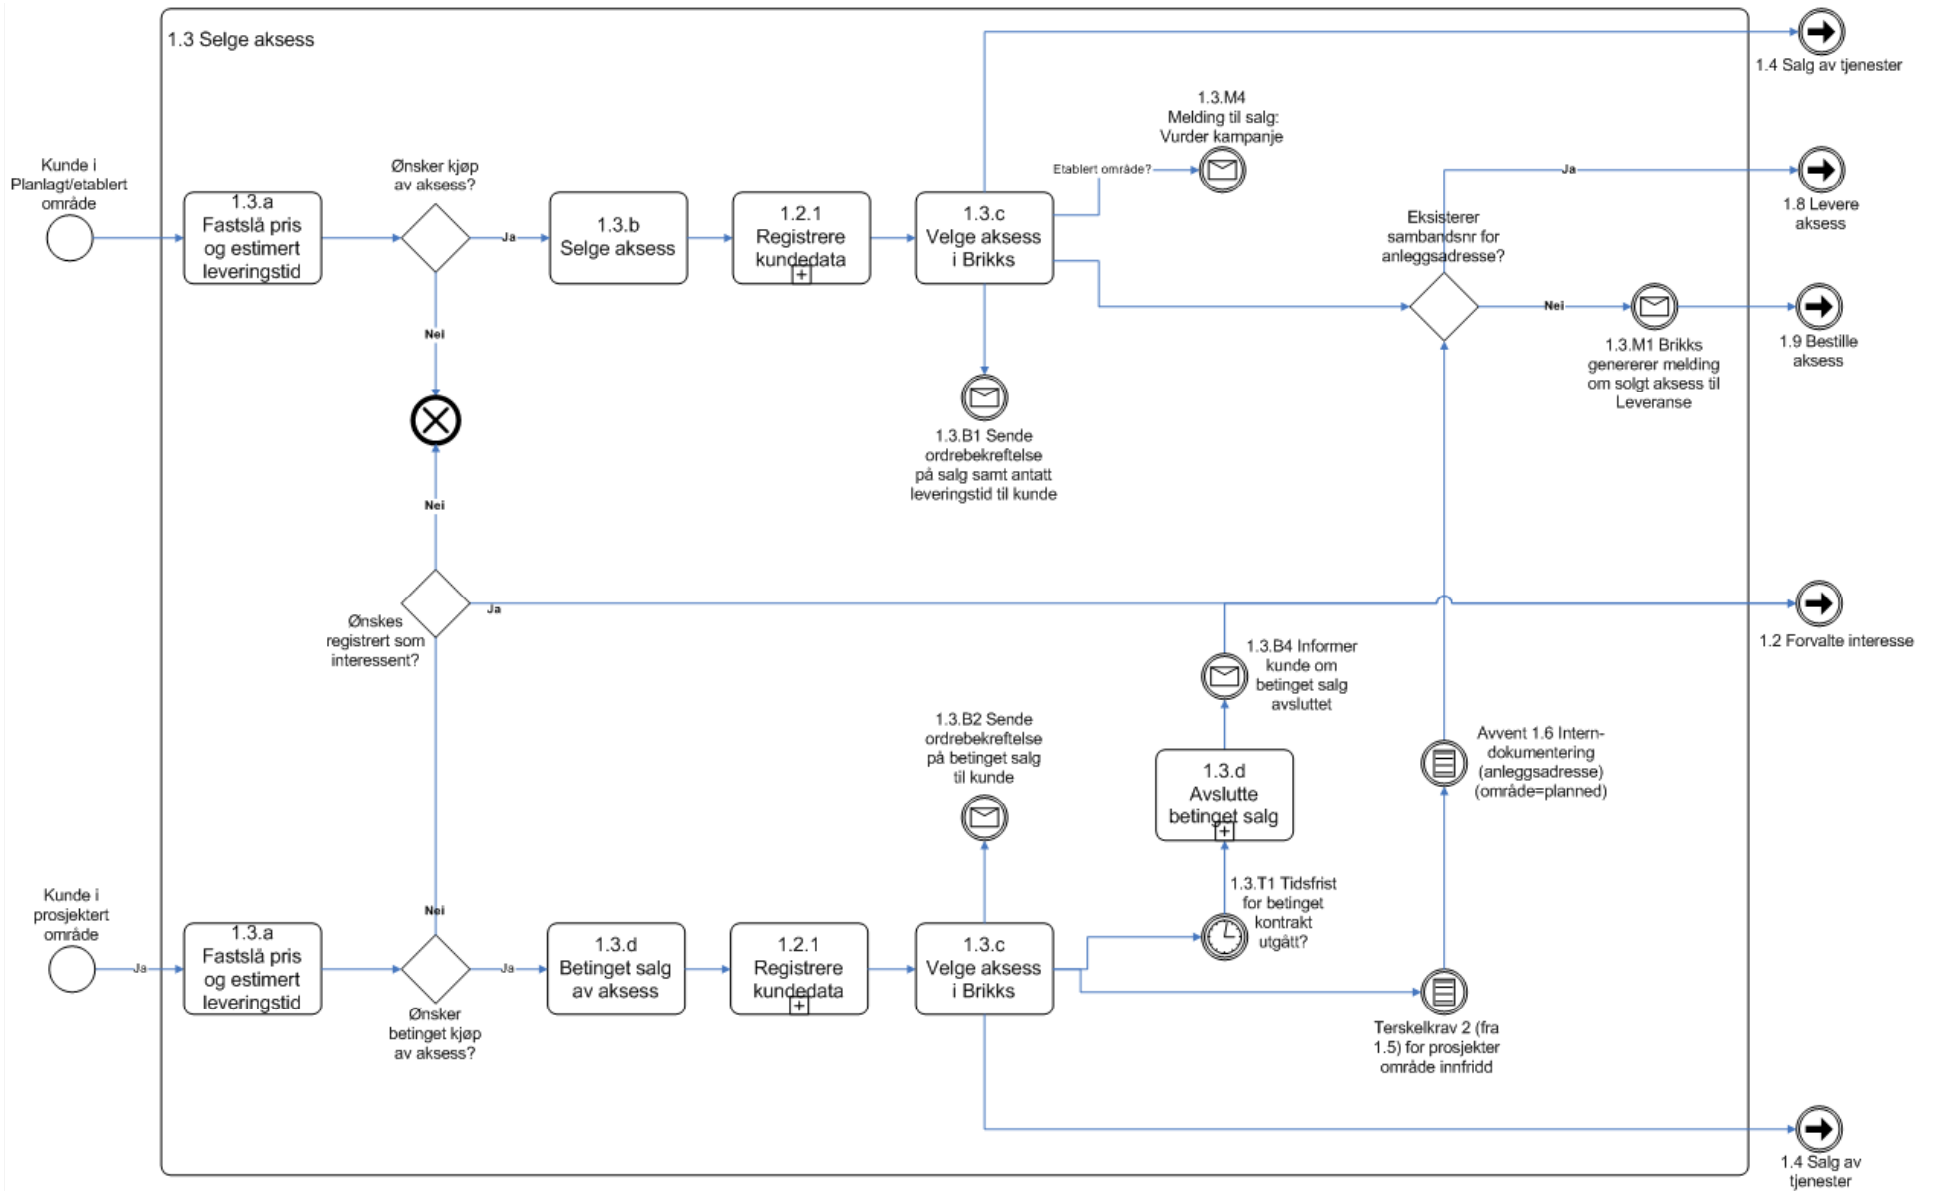 1.3 Selge aksess
1.4 Salg av tjenester
1.3.M4
Melding til salg:
Vurder kampanje
Kunde i
Planlagt/etablert
område
Ønsker kjøp
av aksess?
Etablert område?
Ja
1.8 Levere
aksess
1.3.a
Fastslå pris
og estimert
leveringstid
Ja
1.3.b
Selge aksess
1.2.1
Registrere
kundedata
1.3.c
Velge aksess
i Brikks
Eksisterer
sambandsnr for
anleggsadresse?
Nei
1.3.M1 Brikks
genererer melding
om solgt aksess til
Leveranse
1.9 Bestille
aksess
Nei
1.3.B1 Sende
ordrebekreftelse
på salg samt antatt
leveringstid til kunde
Nei
Ja
Ønskes
registrert som
interessent?
1.2 Forvalte interesse
1.3.B4 Informer
kunde om
betinget salg
avsluttet
1.3.B2 Sende
ordrebekreftelse
på betinget salg
til kunde
1.3.d
Avslutte
betinget salg
Avvent 1.6 Intern-
dokumentering
(anleggsadresse)
(område=planned)
1.3.T1 Tidsfrist
for betinget
kontrakt
utgått?
Kunde i
prosjektert
område
Nei
Ja
1.3.a
Fastslå pris
og estimert
leveringstid
Ja
Ønsker
betinget kjøp
av aksess?
1.3.d
Betinget salg
av aksess
1.2.1
Registrere
kundedata
1.3.c
Velge aksess
i Brikks
Terskelkrav 2 (fra
1.5) for prosjekter
område innfridd
1.4 Salg av
tjenester